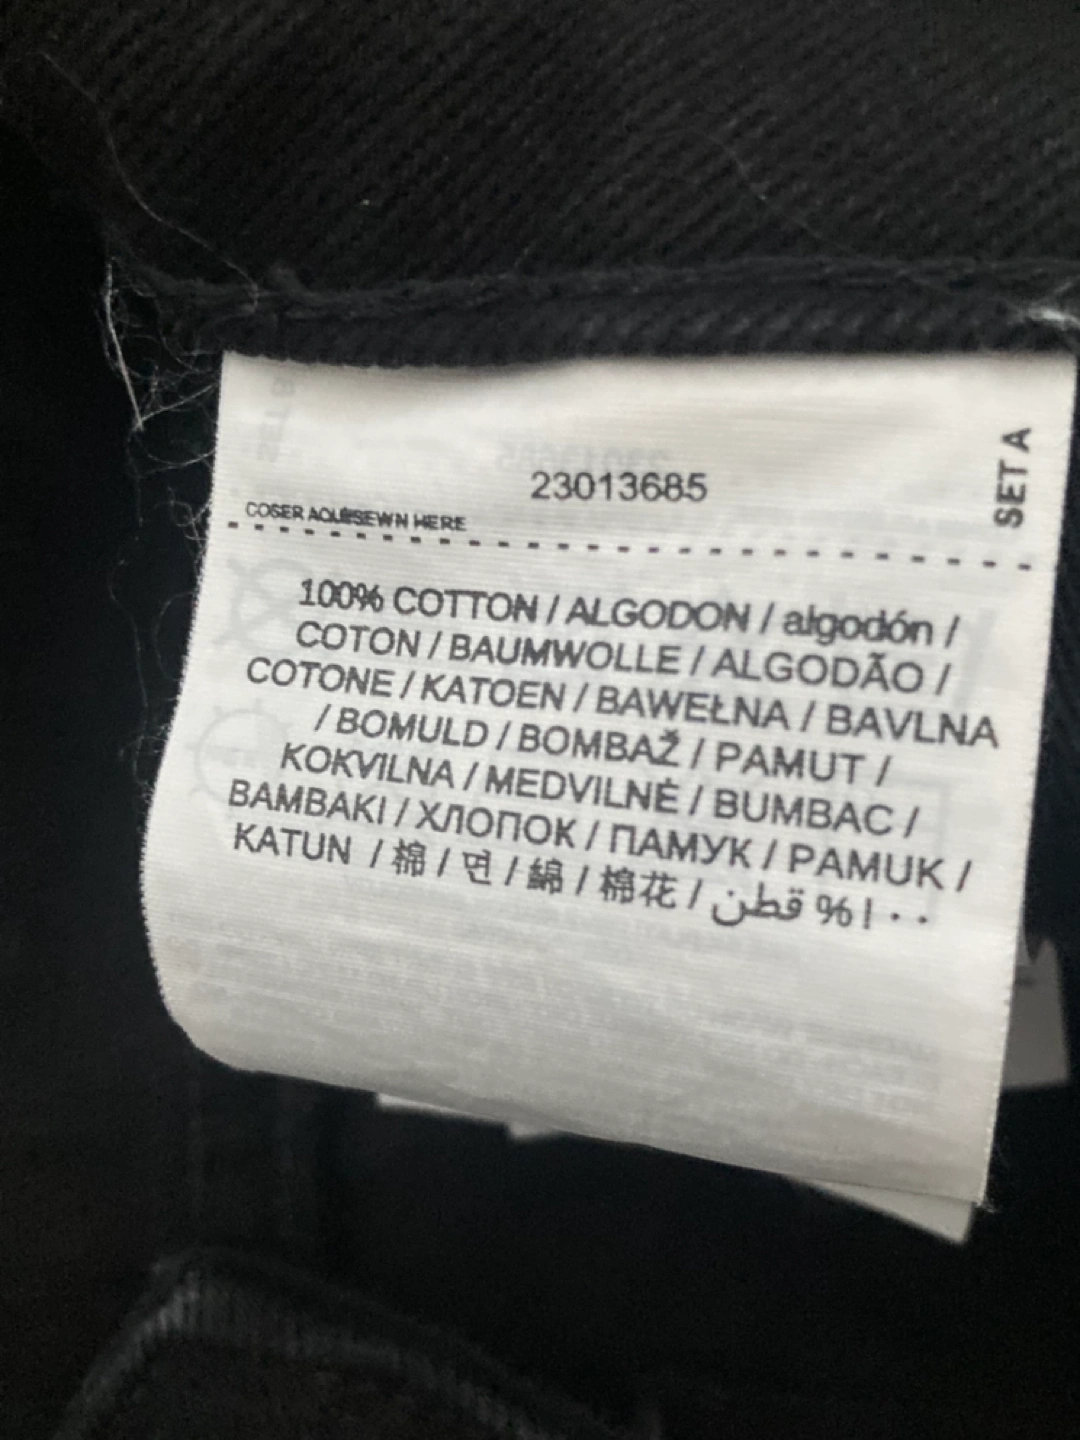 23013685
SET A
COSER AQUI/SEWN HERE
100% COTTON / ALGODON / algodón /
COTON / BAUMWOLLE / ALGODÃO /
COTONE / KATOEN / BAWEŁNA / BAVLNA
/ BOMULD / BOMBAŽ / PAMUT /
KOKVILNA / MEDVILNĖ / BUMBAC /
BAMBAKI / ХЛОПОК / ПАМУК / PAMUK /
KATUN / 棉 / 면 / 綿 / 棉花 / قطن %١٠٠